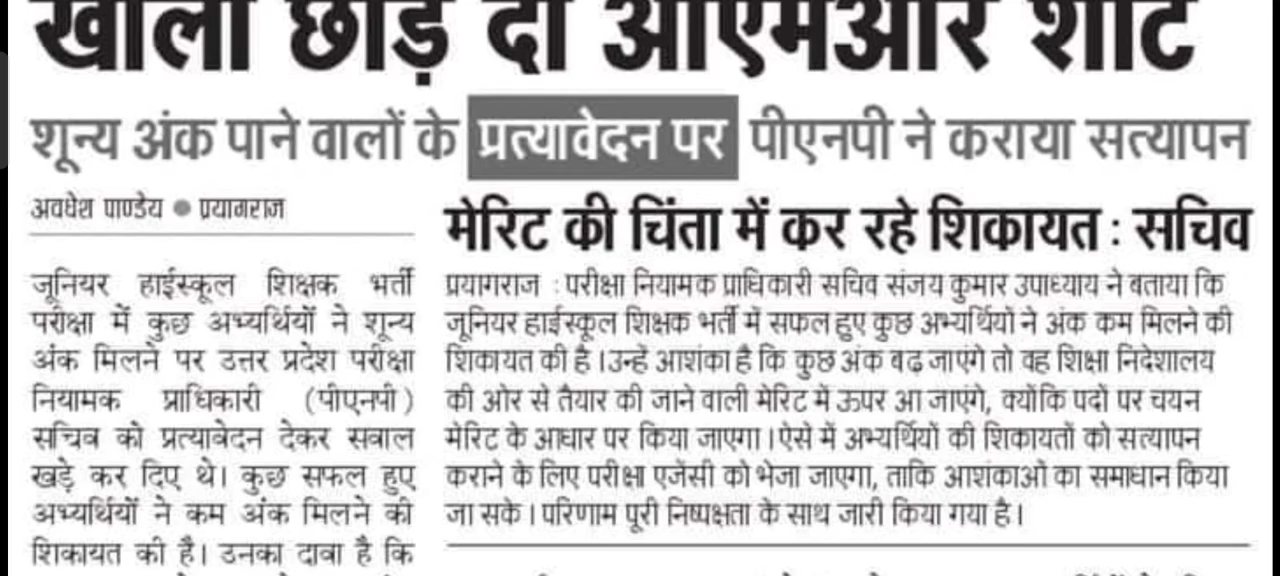 खाली छोड़ दी ओएमआर शीट
शून्य अंक पाने वालों के प्रत्यावेदन पर पीएनपी ने कराया सत्यापन
अवधेश पाण्डेय ● प्रयागराज
जूनियर हाईस्कूल शिक्षक भर्ती
परीक्षा में कुछ अभ्यर्थियों ने शून्य
अंक मिलने पर उत्तर प्रदेश परीक्षा
नियामक प्राधिकारी (पीएनपी)
सचिव को प्रत्यावेदन देकर सवाल
खड़े कर दिए थे। कुछ सफल हुए
अभ्यर्थियों ने कम अंक मिलने की
शिकायत की है। उनका दावा है कि
मेरिट की चिंता में कर रहे शिकायत : सचिव
प्रयागराज : परीक्षा नियामक प्राधिकारी सचिव संजय कुमार उपाध्याय ने बताया कि
जूनियर हाईस्कूल शिक्षक भर्ती में सफल हुए कुछ अभ्यर्थियों ने अंक कम मिलने की
शिकायत की है। उन्हें आशंका है कि कुछ अंक बढ़ जाएंगे तो वह शिक्षा निदेशालय
की ओर से तैयार की जाने वाली मेरिट में ऊपर आ जाएंगे, क्योंकि पदों पर चयन
मेरिट के आधार पर किया जाएगा। ऐसे में अभ्यर्थियों की शिकायतों को सत्यापन
कराने के लिए परीक्षा एजेंसी को भेजा जाएगा, ताकि आशंकाओं का समाधान किया
जा सके। परिणाम पूरी निष्पक्षता के साथ जारी किया गया है।